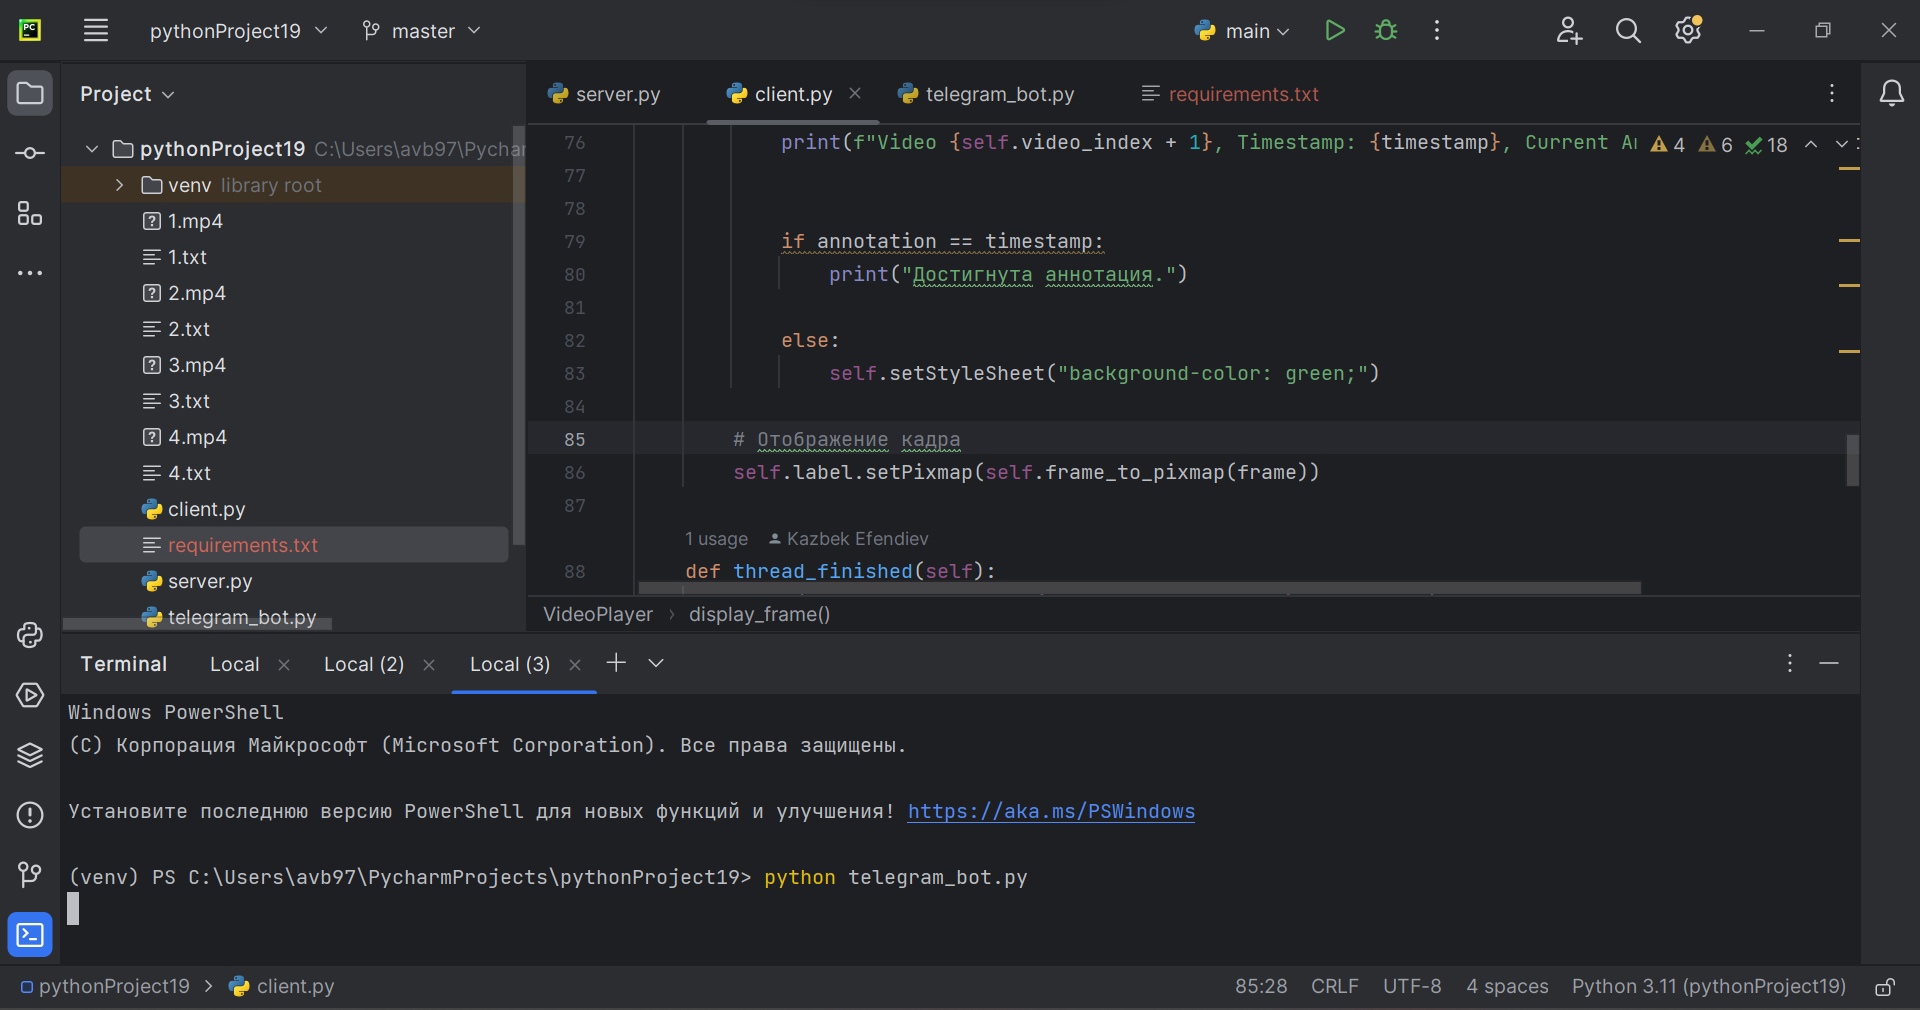 PC
pythonProject19
master
main
Project
pythonProject19 C:\Users\avb97\Pychar
venv library root
1.mp4
1.txt
2.mp4
2.txt
3.mp4
3.txt
4.mp4
4.txt
client.py
requirements.txt
server.py
telegram_bot.py
server.py
client.py
telegram_bot.py
requirements.txt
76 print(f"Video {self.video_index + 1}, Timestamp: {timestamp}, Current
4 6 18
77
78
79 if annotation == timestamp:
80 print("Достигнута аннотация.")
81
82 else:
83 self.setStyleSheet("background-color: green;")
84
85 # Отображение кадра
86 self.label.setPixmap(self.frame_to_pixmap(frame))
87
1 usage Kazbek Efendiev
88 def thread_finished(self):
VideoPlayer › display_frame()
Terminal
Local
Local (2)
Local (3)
Windows PowerShell
(C) Корпорация Майкрософт (Microsoft Corporation). Все права защищены.
Установите последнюю версию PowerShell для новых функций и улучшения! https://aka.ms/PSWindows
(venv) PS C:\Users\avb97\PycharmProjects\pythonProject19> python telegram_bot.py
pythonProject19 > client.py
85:28 CRLF UTF-8 4 spaces Python 3.11 (pythonProject19)